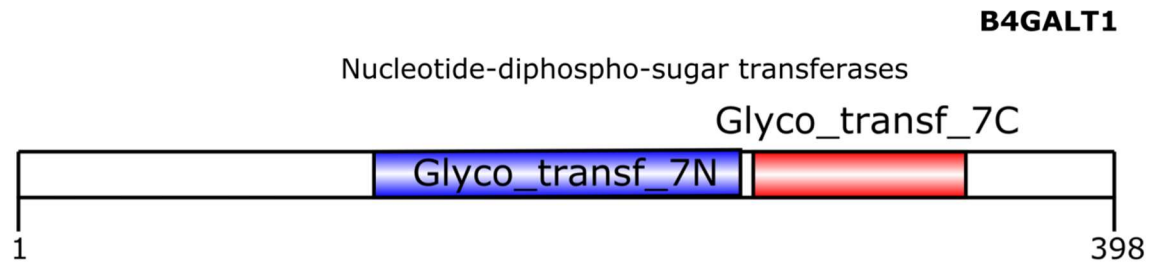 B4GALT1
Nucleotide-diphospho-sugar transferases
Glyco_transf_7C
Glyco_transf_7N
1
398